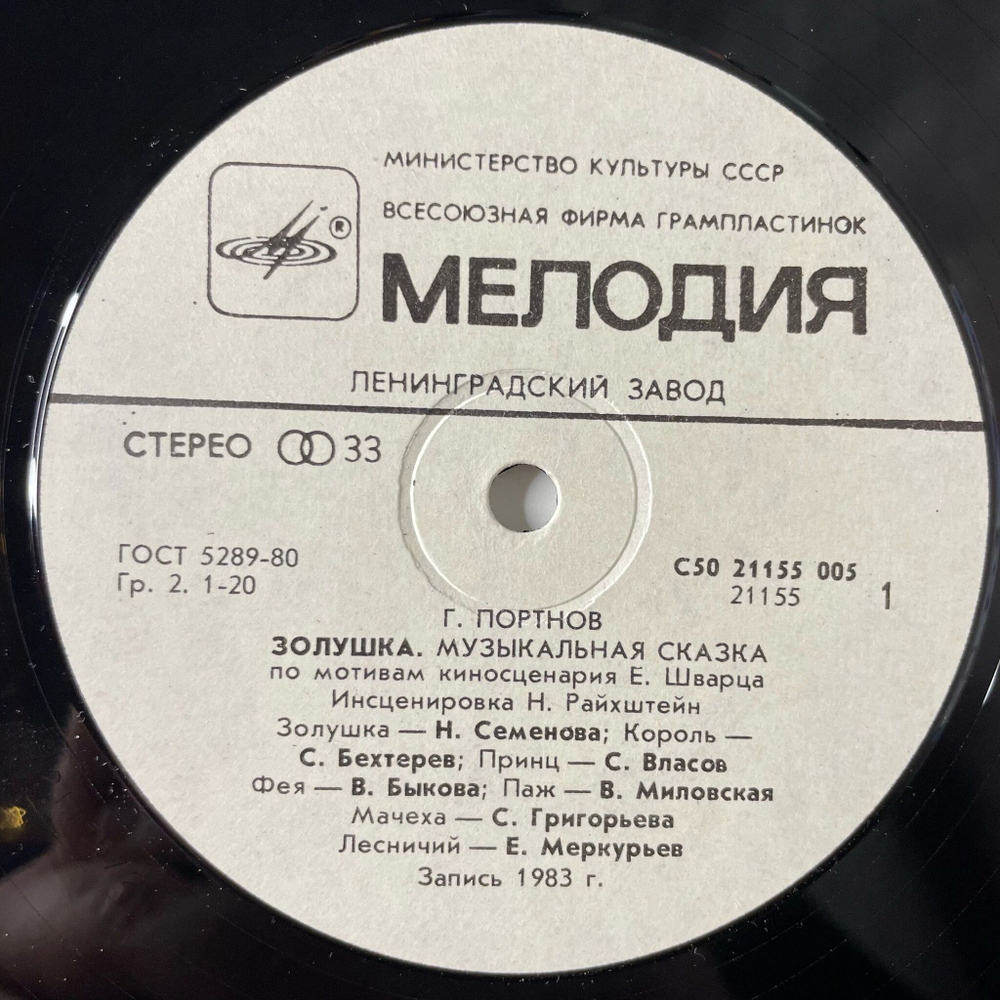 МИНИСТЕРСТВО КУЛЬТУРЫ СССР
ВСЕСОЮЗНАЯ ФИРМА ГРАМПЛАСТИНОК
®
МЕЛОДИЯ
ЛЕНИНГРАДСКИЙ ЗАВОД
СТЕРЕО 33
ГОСТ 5289-80
Гр. 2. 1-20
С50 21155 005
21155 1
Г. ПОРТНОВ
ЗОЛУШКА. МУЗЫКАЛЬНАЯ СКАЗКА
по мотивам киносценария Е. Шварца
Инсценировка Н. Райхштейн
Золушка — Н. Семенова; Король —
С. Бехтерев; Принц — С. Власов
Фея — В. Быкова; Паж — В. Миловская
Мачеха — С. Григорьева
Лесничий — Е. Меркурьев
Запись 1983 г.